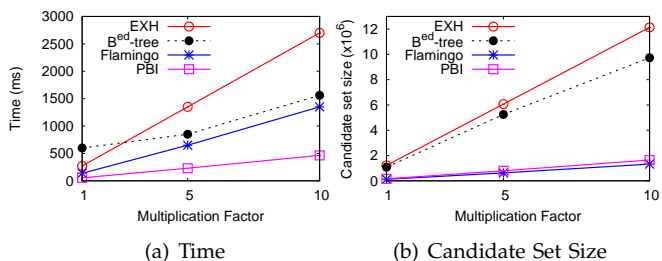 3000
2500
2000
1500
1000
500
0
Time (ms)
EXH
B^ed-tree
Flamingo
PBI
1
5
10
Multiplication Factor
(a) Time
12
10
8
6
4
2
0
Candidate set size (x10^6)
EXH
B^ed-tree
Flamingo
PBI
1
5
10
Multiplication Factor
(b) Candidate Set Size